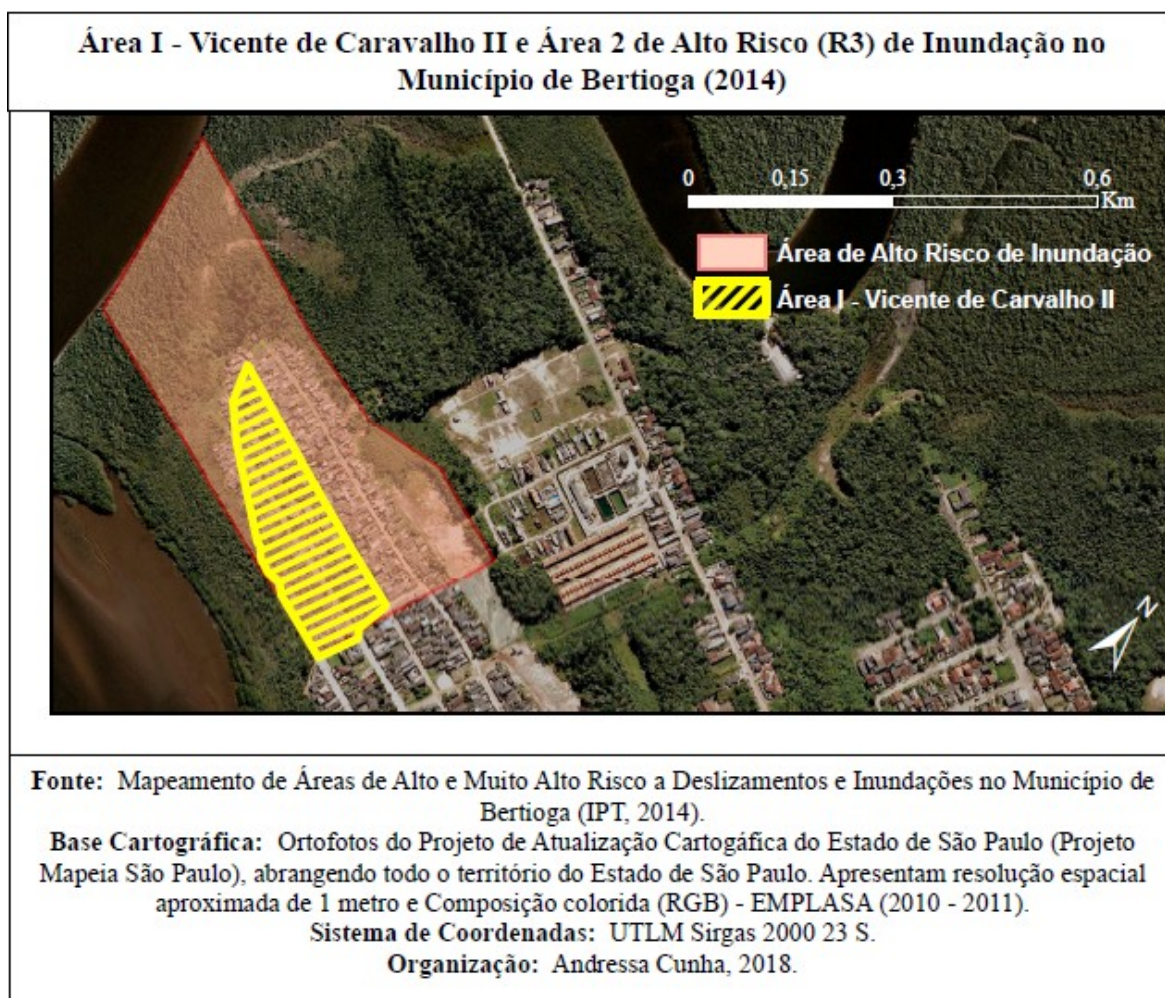 Área I - Vicente de Caravalho II e Área 2 de Alto Risco (R3) de Inundação no
Município de Bertioga (2014)
0 0,15 0,3 0,6
Km
Área de Alto Risco de Inundação
Área I - Vicente de Carvalho II
N
Fonte: Mapeamento de Áreas de Alto e Muito Alto Risco a Deslizamentos e Inundações no Município de
Bertioga (IPT, 2014).
Base Cartográfica: Ortofotos do Projeto de Atualização Cartogáfica do Estado de São Paulo (Projeto
Mapeia São Paulo), abrangendo todo o território do Estado de São Paulo. Apresentam resolução espacial
aproximada de 1 metro e Composição colorida (RGB) - EMPLASA (2010 - 2011).
Sistema de Coordenadas: UTLM Sirgas 2000 23 S.
Organização: Andressa Cunha, 2018.